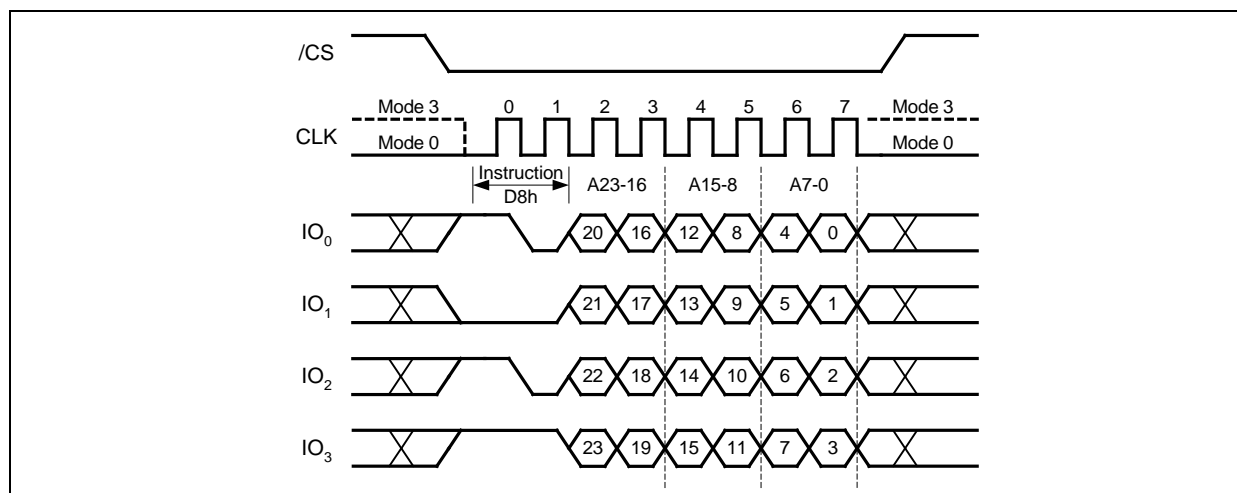 /CS
Mode 3 0 1 2 3 4 5 6 7 Mode 3
CLK
Mode 0 Mode 0
Instruction
D8h
A23-16 A15-8 A7-0
IO0 20 16 12 8 4 0
IO1 21 17 13 9 5 1
IO2 22 18 14 10 6 2
IO3 23 19 15 11 7 3